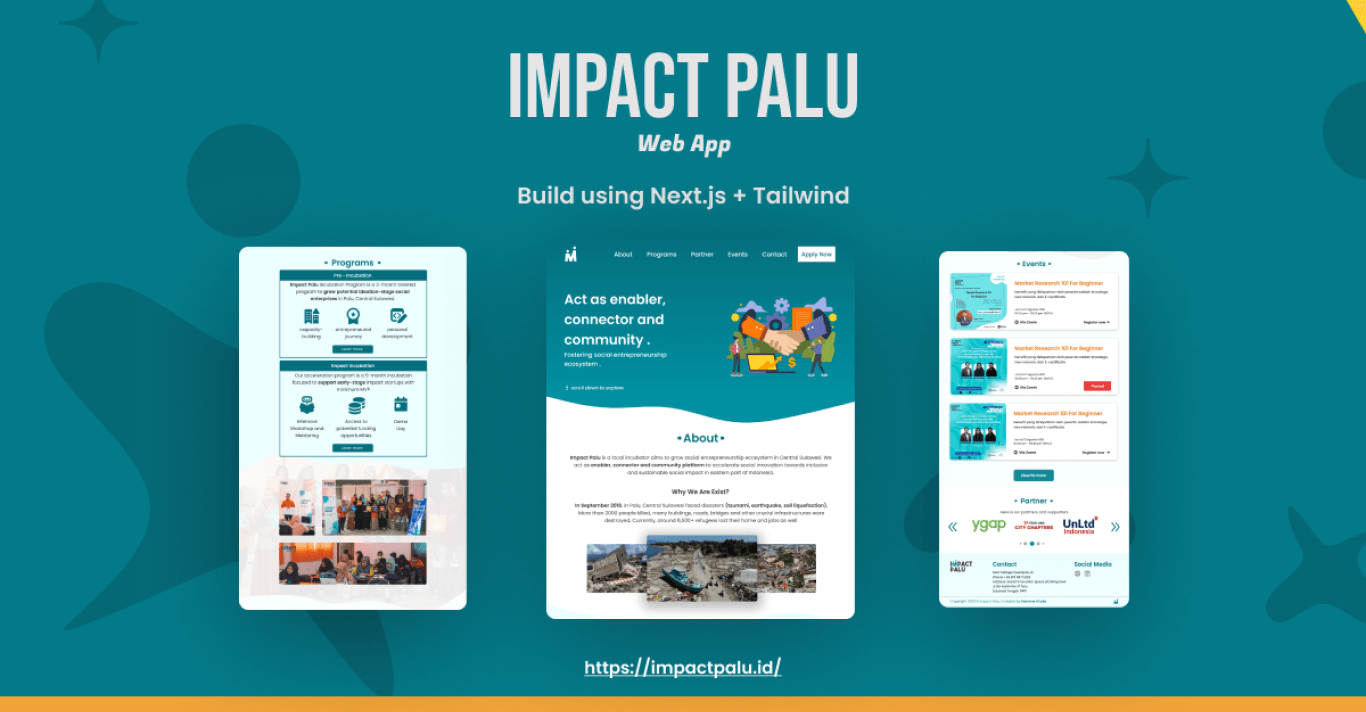 IMPACT PALU
Web App
Build using Next.js + Tailwind
Programs
Pre - Incubation
Impact Palu Incubation Program is a 3-month tailored
program to grow potential ideation-stage social
enterprises in Palu, Central Sulawesi.
capacity-
building
entrepreneurial
journey
personal
development
Learn more
Impact Incubation
Our acceleration program is a 5-month incubation
focused to support early-stage impact startups with
minimum MVP
Intensive
Workshop and
Mentoring
Access to
potential funding
opportunities
Demo
Day
Learn more
About
Programs
Partner
Events
Contact
Apply Now
Act as enabler,
connector and
community .
Fostering social entrepreneurship
ecosystem .
scroll down to explore
About
Impact Palu is a local incubator aims to grow social entrepreneurship ecosystem in Central Sulawesi. We
act as enabler, connector and community platform to accelerate social innovation towards inclusive
and sustainable social impact in eastern part of Indonesia.
Why We Are Exist?
In September 2018, in Palu, Central Sulawesi faced disasters (tsunami, earthquake, soil liquefaction).
More than 2000 people killed, many buildings, roads, bridges and other crucial infrastructures were
destroyed. Currently, around 6,500+ refugees lost their home and jobs as well.
Events
Market Research 101 For Beginner
Via Zoom
Register now
Market Research 101 For Beginner
Via Zoom
Passed
Market Research 101 For Beginner
Via Zoom
Register now
Partner
here is our partners and supporters
ygap
CITY CHAPTERS
UnLtd
Indonesia
IMPACT
PALU
Contact
Social Media
https://impactpalu.id/